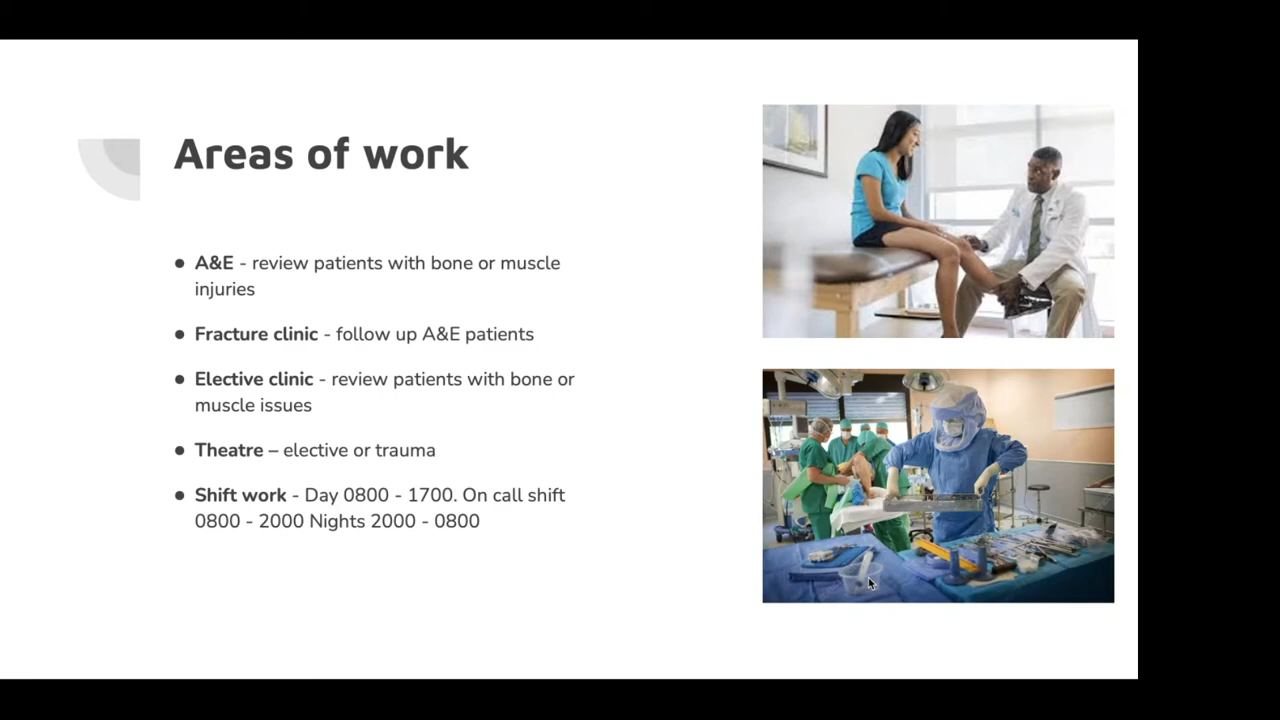 Areas of work
● A&E - review patients with bone or muscle
injuries
● Fracture clinic - follow up A&E patients
● Elective clinic - review patients with bone or
muscle issues
● Theatre – elective or trauma
● Shift work - Day 0800 - 1700. On call shift
0800 - 2000 Nights 2000 - 0800